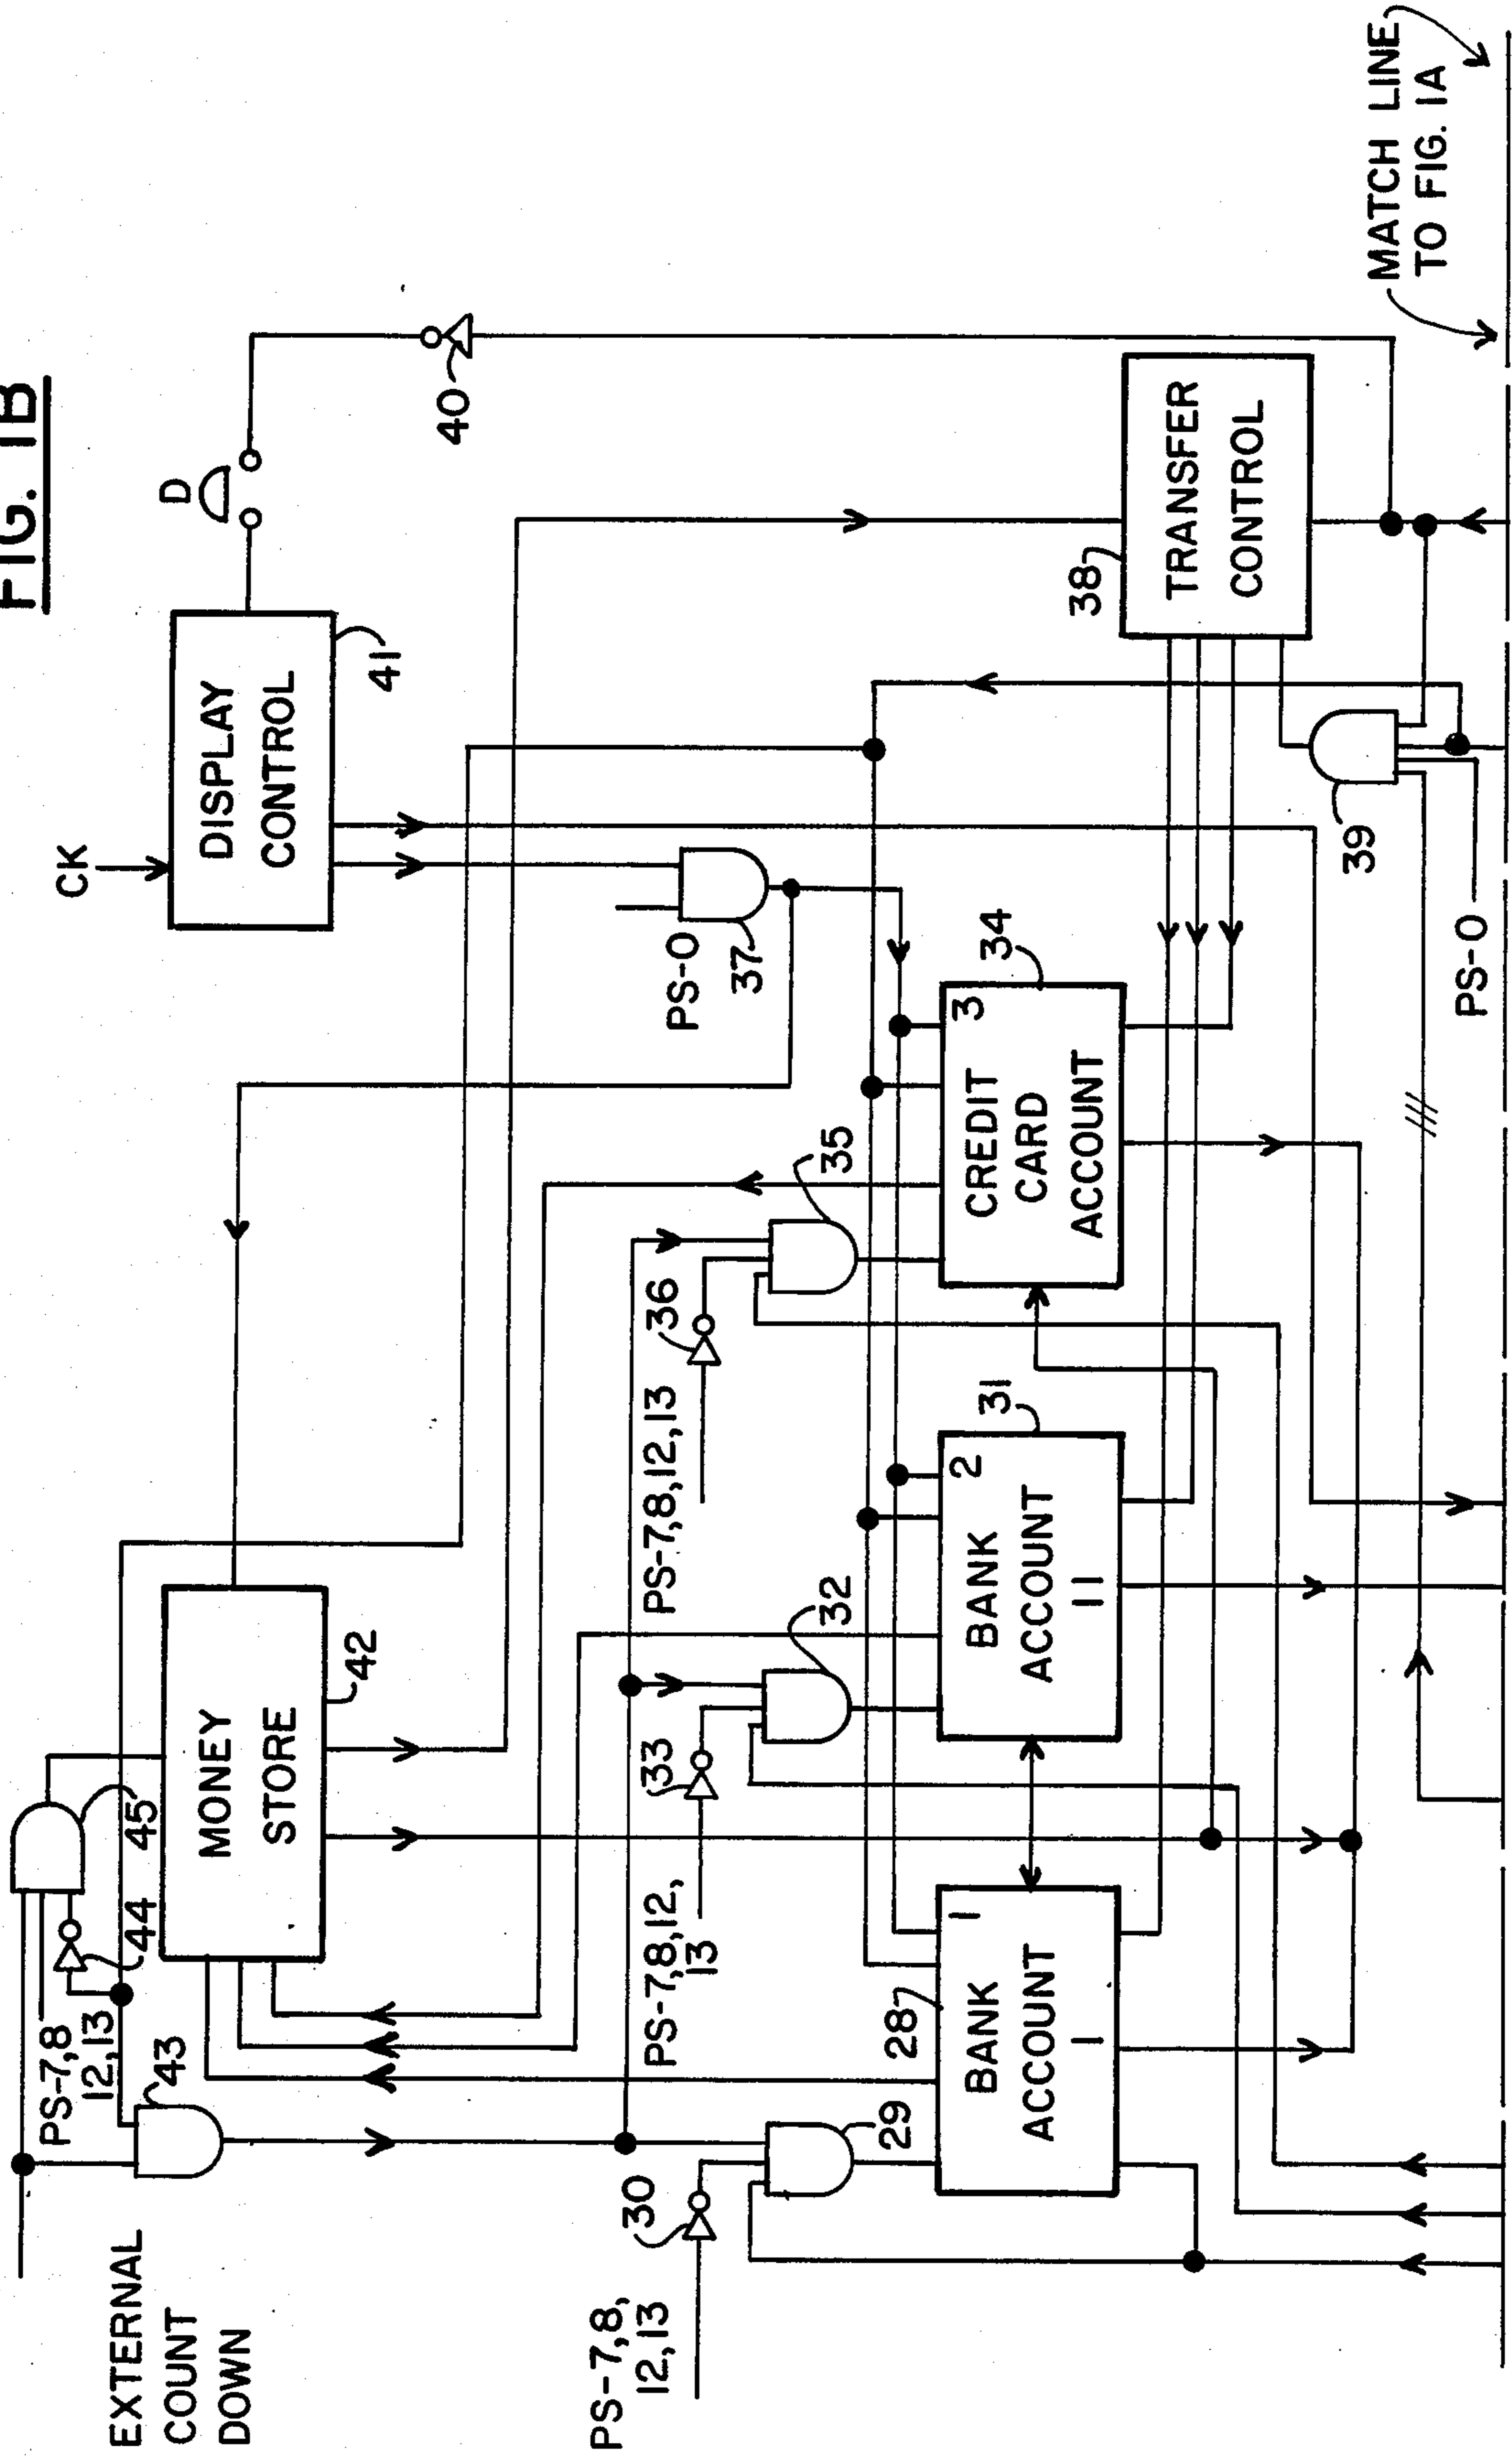 FIG. 1B
EXTERNAL
COUNT
DOWN
PS-7,8
12,13
43
44
45
MONEY
STORE
42
CK
DISPLAY
CONTROL
41
D
40
PS-7,8,
12,13
30
29
PS-7,8,12,
13
33
32
PS-7,8,12,13
36
35
PS-0
37
28
1
BANK
ACCOUNT
I
31
2
BANK
ACCOUNT
II
34
3
CREDIT
CARD
ACCOUNT
38
TRANSFER
CONTROL
39
PS-0
MATCH LINE
TO FIG. 1A